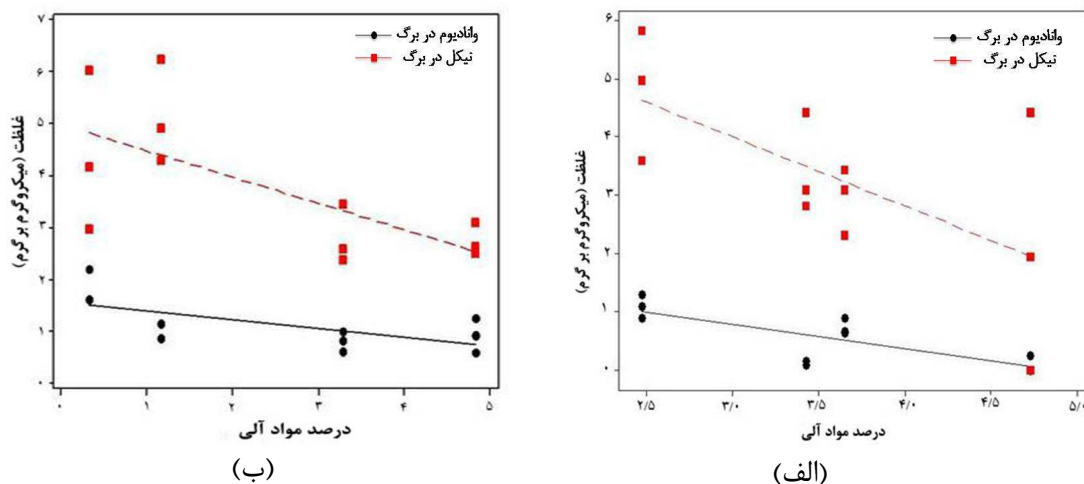 وانادیوم در برگ
نیکل در برگ
غلظت (میکروگرم بر گرم)
۶
۵
۴
۳
۲
۱
۰
۲/۵ ۳/۰ ۳/۵ ۴/۰ ۴/۵ ۵/۰
درصد مواد آلی
(الف)
وانادیوم در برگ
نیکل در برگ
غلظت (میکروگرم بر گرم)
۷
۶
۵
۴
۳
۲
۱
۰
۰ ۱ ۲ ۳ ۴ ۵
درصد مواد آلی
(ب)